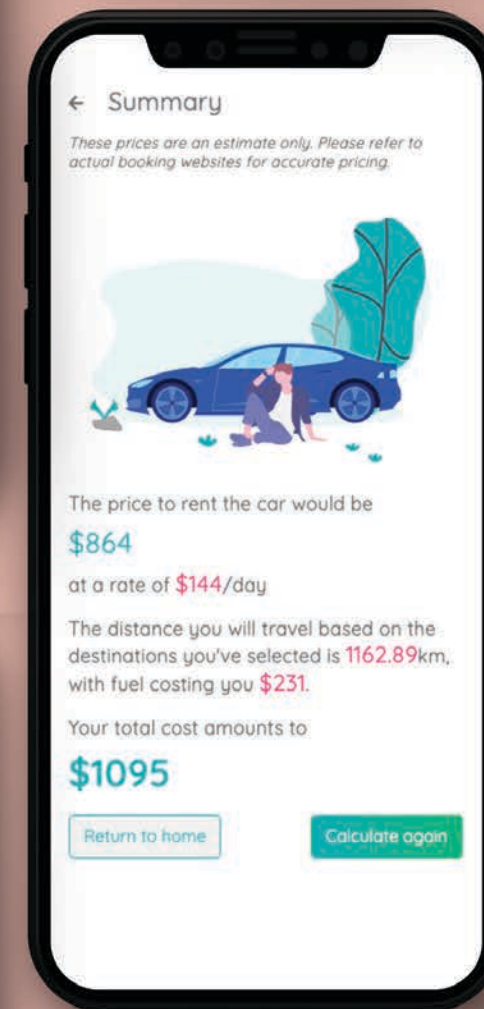 ← Summary
These prices are an estimate only. Please refer to
actual booking websites for accurate pricing.
The price to rent the car would be
$864
at a rate of $144/day
The distance you will travel based on the
destinations you've selected is 1162.89km,
with fuel costing you $231.
Your total cost amounts to
$1095
Return to home
Calculate again